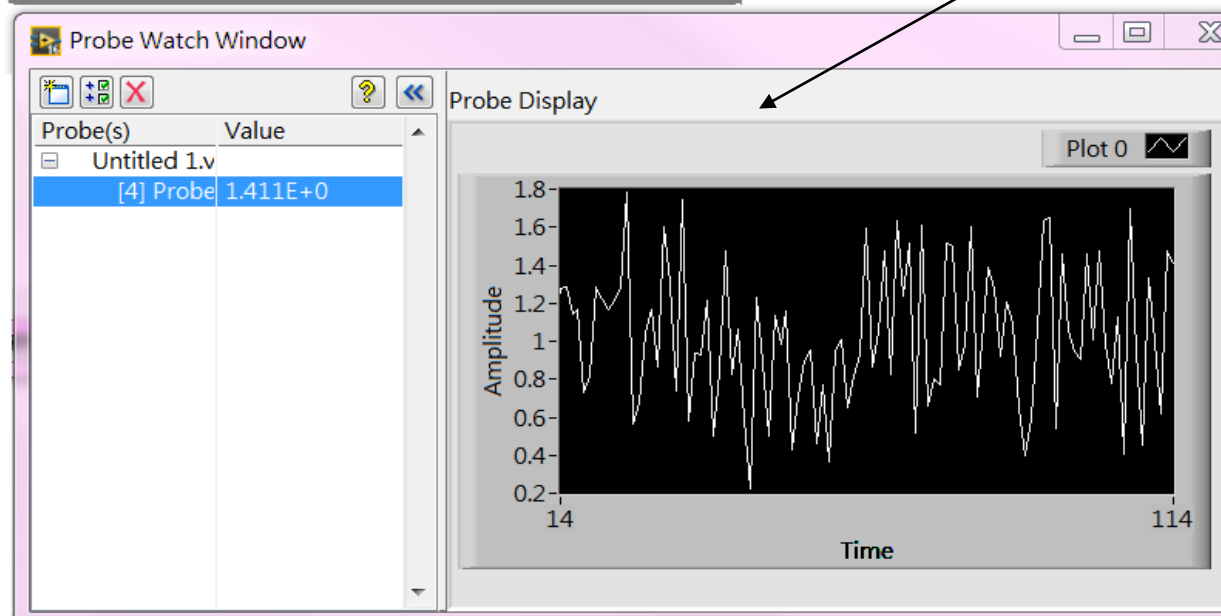 Probe Watch Window
Probe Display
Probe(s) Value
Untitled 1.v
[4] Probe 1.411E+0
Plot 0
1.8
1.6
1.4
1.2
1
0.8
0.6
0.4
0.2
Amplitude
14 114
Time